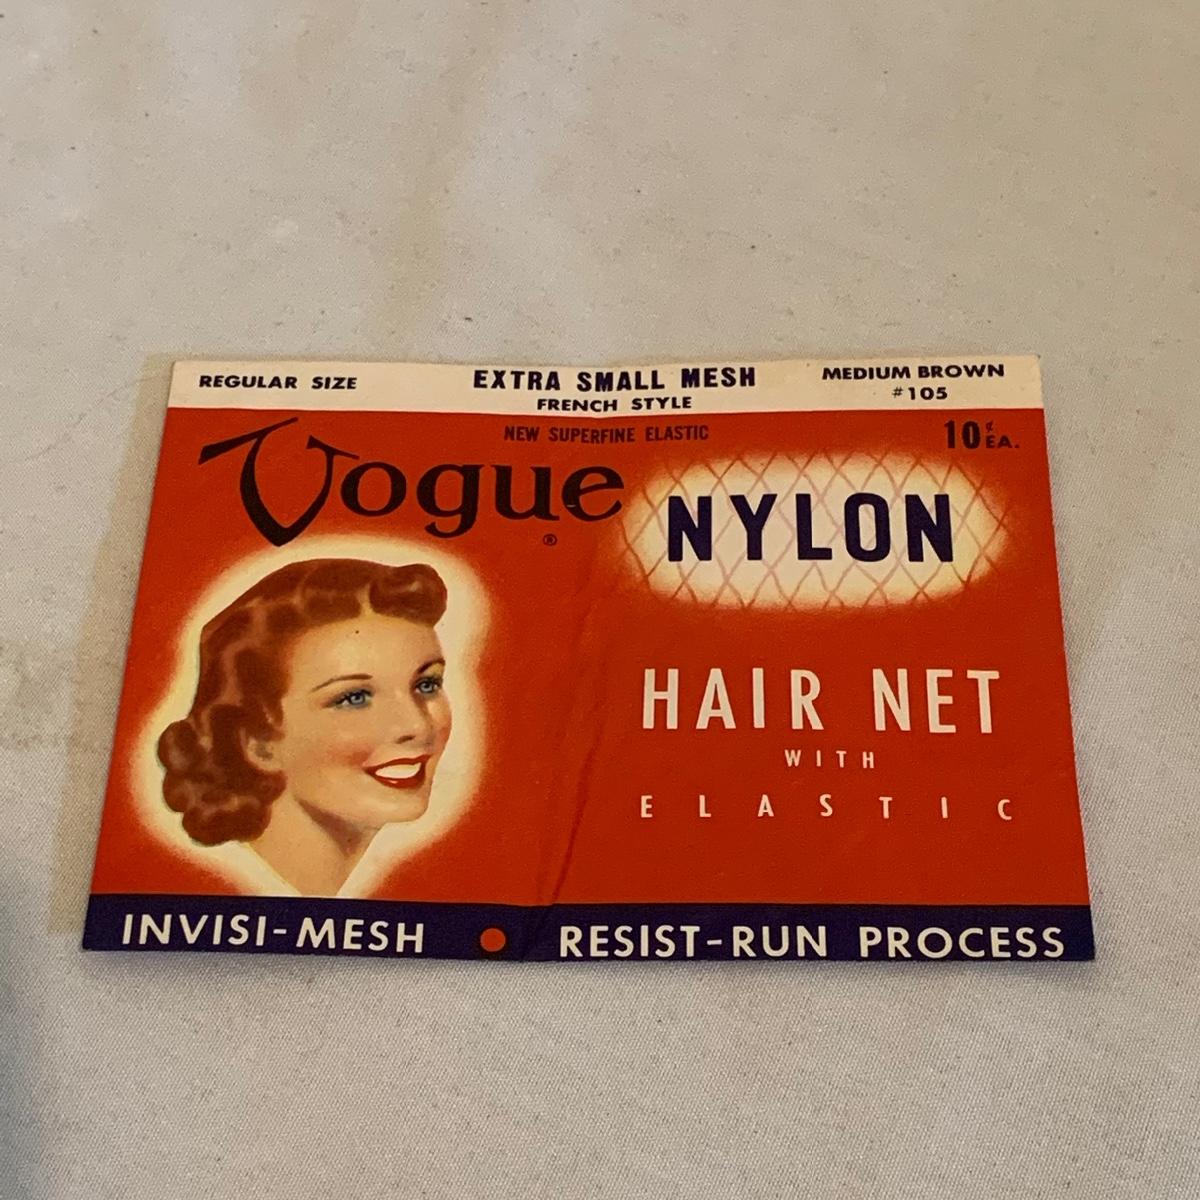 REGULAR SIZE
EXTRA SMALL MESH
FRENCH STYLE
MEDIUM BROWN
#105
NEW SUPERFINE ELASTIC
10¢ EA.
Vogue
®
NYLON
HAIR NET
WITH
ELASTIC
INVISI-MESH • RESIST-RUN PROCESS